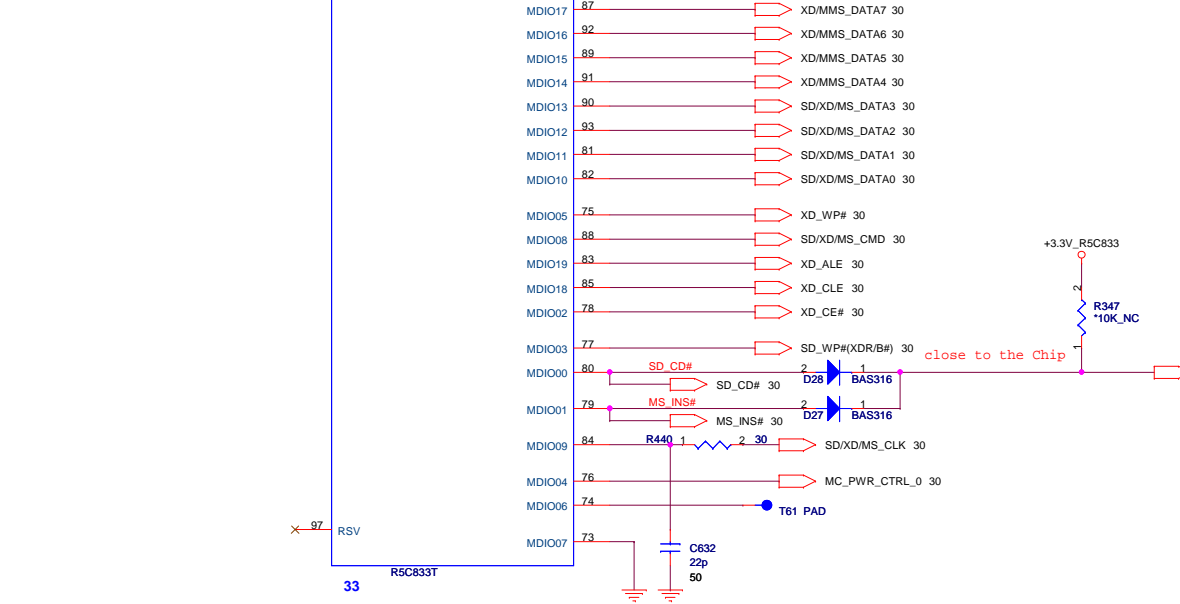 MDIO17 87 XD/MMS_DATA7 30
MDIO16 92 XD/MMS_DATA6 30
MDIO15 89 XD/MMS_DATA5 30
MDIO14 91 XD/MMS_DATA4 30
MDIO13 90 SD/XD/MS_DATA3 30
MDIO12 93 SD/XD/MS_DATA2 30
MDIO11 81 SD/XD/MS_DATA1 30
MDIO10 82 SD/XD/MS_DATA0 30
MDIO05 75 XD_WP# 30
MDIO08 88 SD/XD/MS_CMD 30
+3.3V_R5C833
MDIO19 83 XD_ALE 30
MDIO18 85 XD_CLE 30
2
R347
*10K_NC
1
MDIO02 78 XD_CE# 30
MDIO03 77 SD_WP#(XDR/B#) 30
close to the Chip
MDIO00 80 SD_CD# 2 1
D28 BAS316
SD_CD# 30
MDIO01 79 MS_INS# 2 1
D27 BAS316
MS_INS# 30
MDIO09 84 R440 1 2 30 SD/XD/MS_CLK 30
MDIO04 76 MC_PWR_CTRL_0 30
MDIO06 74 T61 PAD
97 RSV
MDIO07 73
C632
22p
50
R5C833T
33